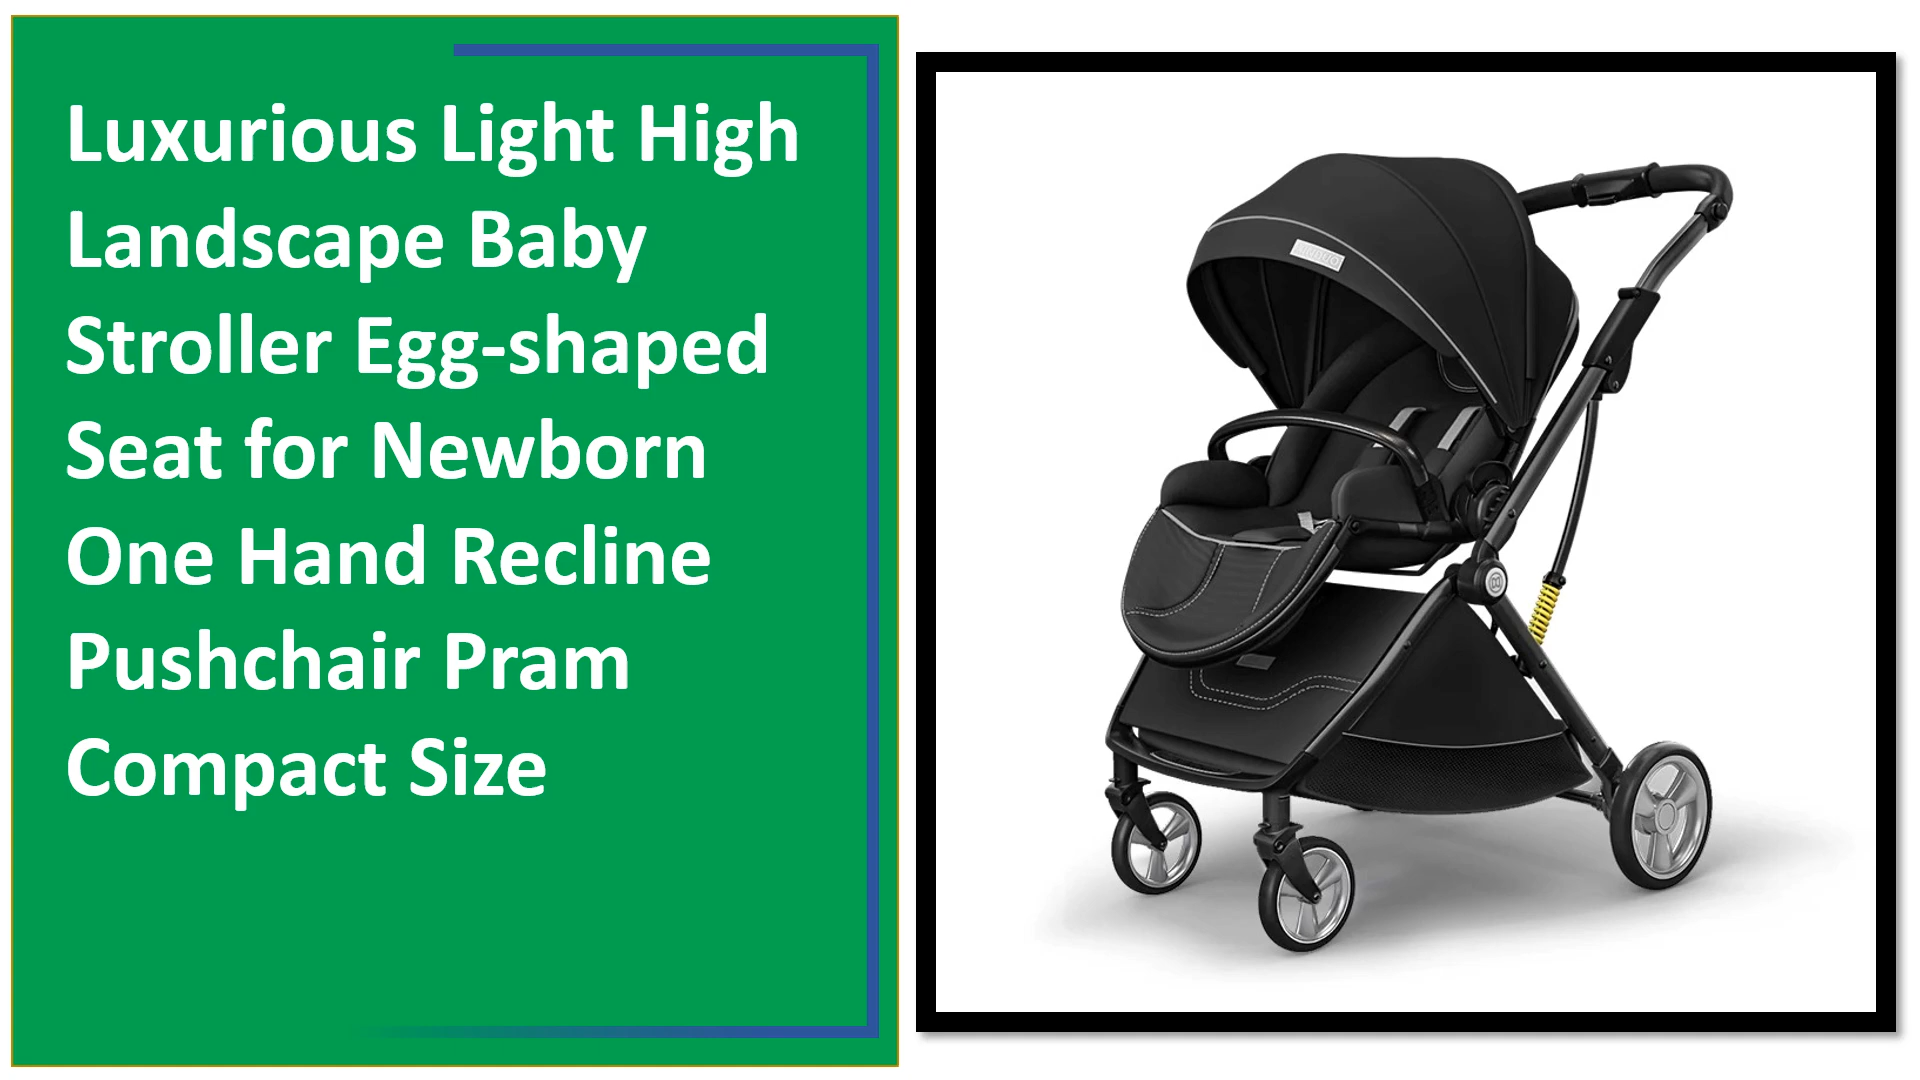 Luxurious Light High
Landscape Baby
Stroller Egg-shaped
Seat for Newborn
One Hand Recline
Pushchair Pram
Compact Size